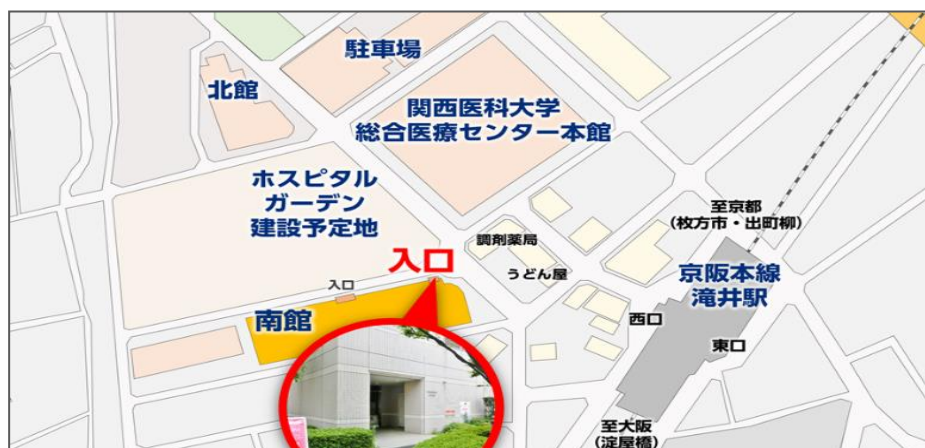 駐車場
北館
関西医科大学
総合医療センター本館
ホスピタル
ガーデン
建設予定地
至京都
(枚方市・出町柳)
調剤薬局
入口
うどん屋
京阪本線
滝井駅
入口
南館
西口
東口
至大阪
(淀屋橋)